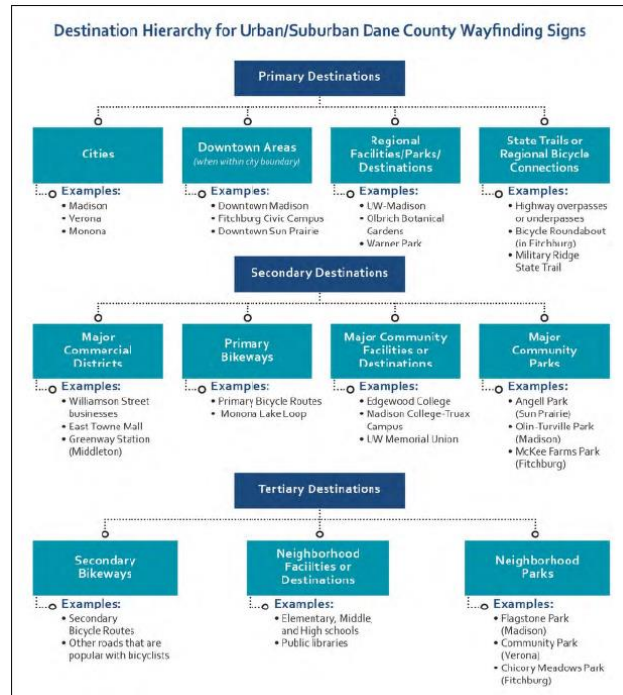 Destination Hierarchy for Urban/Suburban Dane County Wayfinding Signs
Primary Destinations
Cities
Examples:
• Madison
• Verona
• Monona
Downtown Areas
(when within city boundary)
Examples:
• Downtown Madison
• Fitchburg Civic Campus
• Downtown Sun Prairie
Regional
Facilities/Parks/
Destinations
Examples:
• UW-Madison
• Olbrich Botanical
Gardens
• Warner Park
State Trails or
Regional Bicycle
Connections
Examples:
• Highway overpasses
or underpasses
• Bicycle Roundabout
(in Fitchburg)
• Military Ridge
State Trail
Secondary Destinations
Major
Commercial
Districts
Examples:
• Williamson Street
businesses
• East Towne Mall
• Greenway Station
(Middleton)
Primary
Bikeways
Examples:
• Primary Bicycle Routes
• Monona Lake Loop
Major Community
Facilities or
Destinations
Examples:
• Edgewood College
• Madison College-Truax
Campus
• UW Memorial Union
Major
Community
Parks
Examples:
• Angell Park
(Sun Prairie)
• Olin-Turville Park
(Madison)
• McKee Farms Park
(Fitchburg)
Tertiary Destinations
Secondary
Bikeways
Examples:
• Secondary
Bicycle Routes
• Other roads that are
popular with bicyclists
Neighborhood
Facilities or
Destinations
Examples:
• Elementary, Middle,
and High schools
• Public libraries
Neighborhood
Parks
Examples:
• Flagstone Park
(Madison)
• Community Park
(Verona)
• Chicory Meadows Park
(Fitchburg)